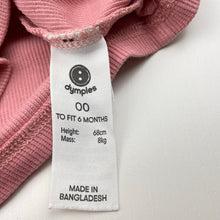 dymples
00
TO FIT 6 MONTHS
Height: 68cm
Mass: 8kg
MADE IN
BANGLADESH